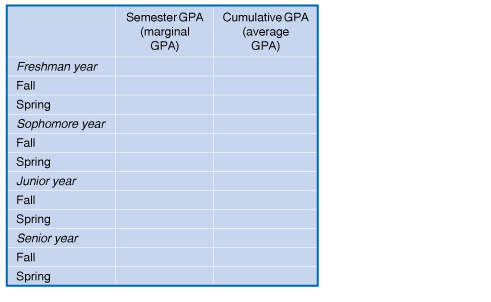 Semester GPA Cumulative GPA
(marginal (average
GPA) GPA)
Freshman year
Fall
Spring
Sophomore year
Fall
Spring
Junior year
Fall
Spring
Senior year
Fall
Spring